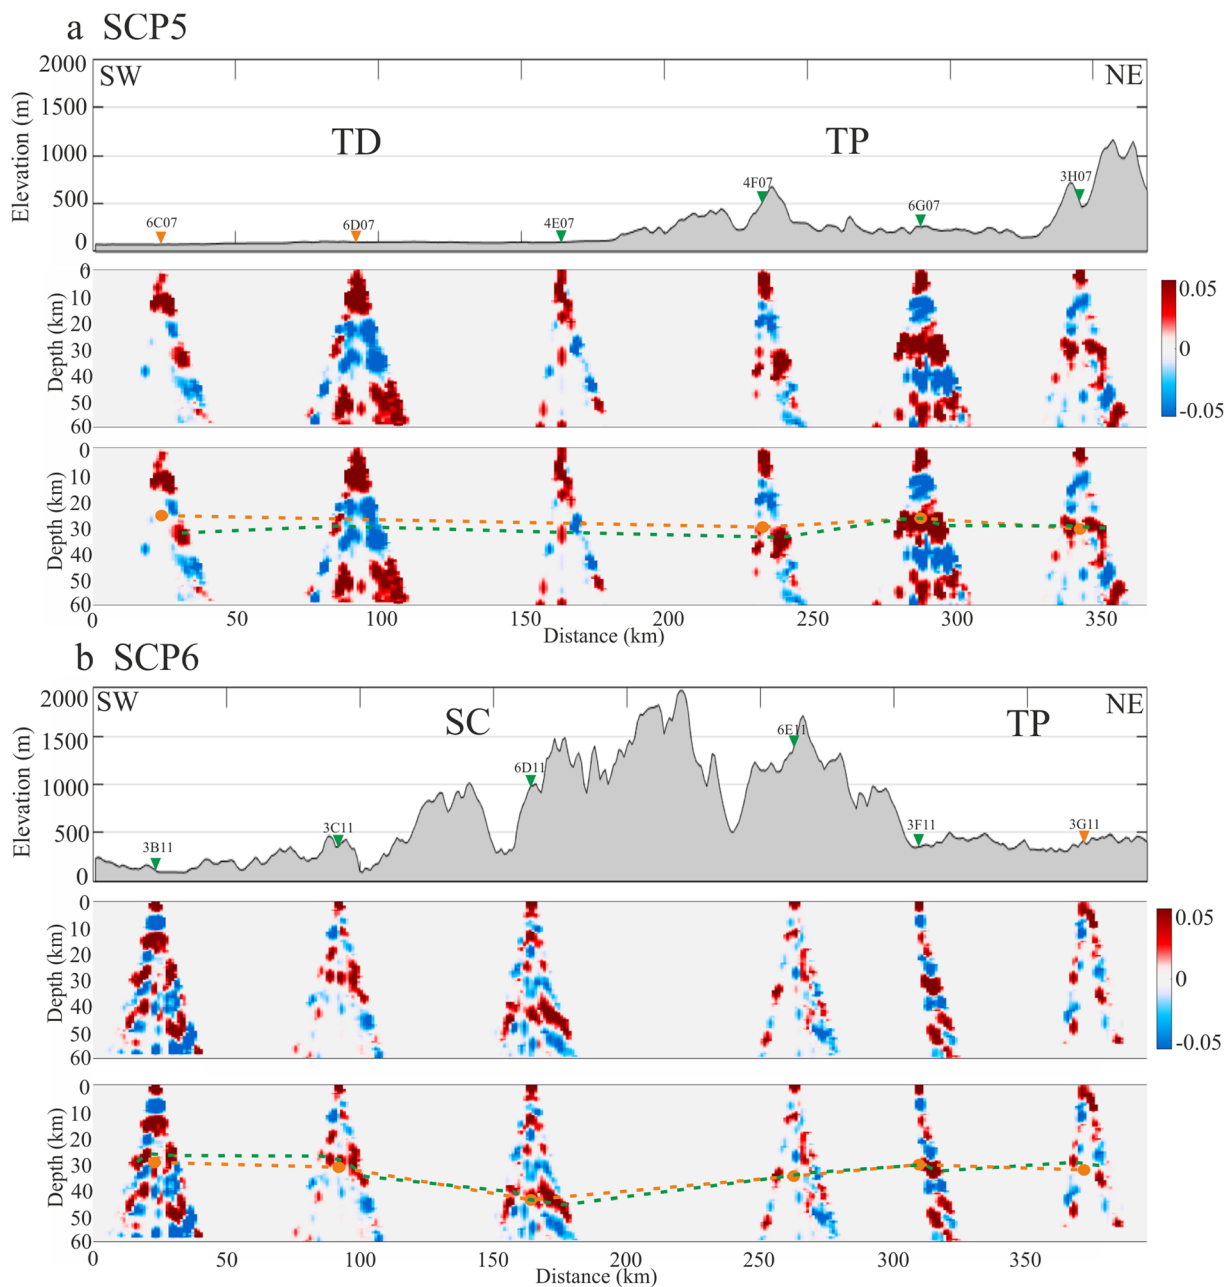 a SCP5
2000
1500
1000
500
0
Elevation (m)
SW
NE
TD
TP
6C07
6D07
4E07
4F07
6G07
3H07
0
10
20
30
40
50
60
Depth (km)
0.05
0
-0.05
0
10
20
30
40
50
60
Depth (km)
0 50 100 150 200 250 300 350
Distance (km)
b SCP6
2000
1500
1000
500
0
Elevation (m)
SW
NE
SC
TP
3B11
3C11
6D11
6E11
3F11
3G11
0
10
20
30
40
50
60
Depth (km)
0.05
0
-0.05
0
10
20
30
40
50
60
Depth (km)
0 50 100 150 200 250 300 350
Distance (km)